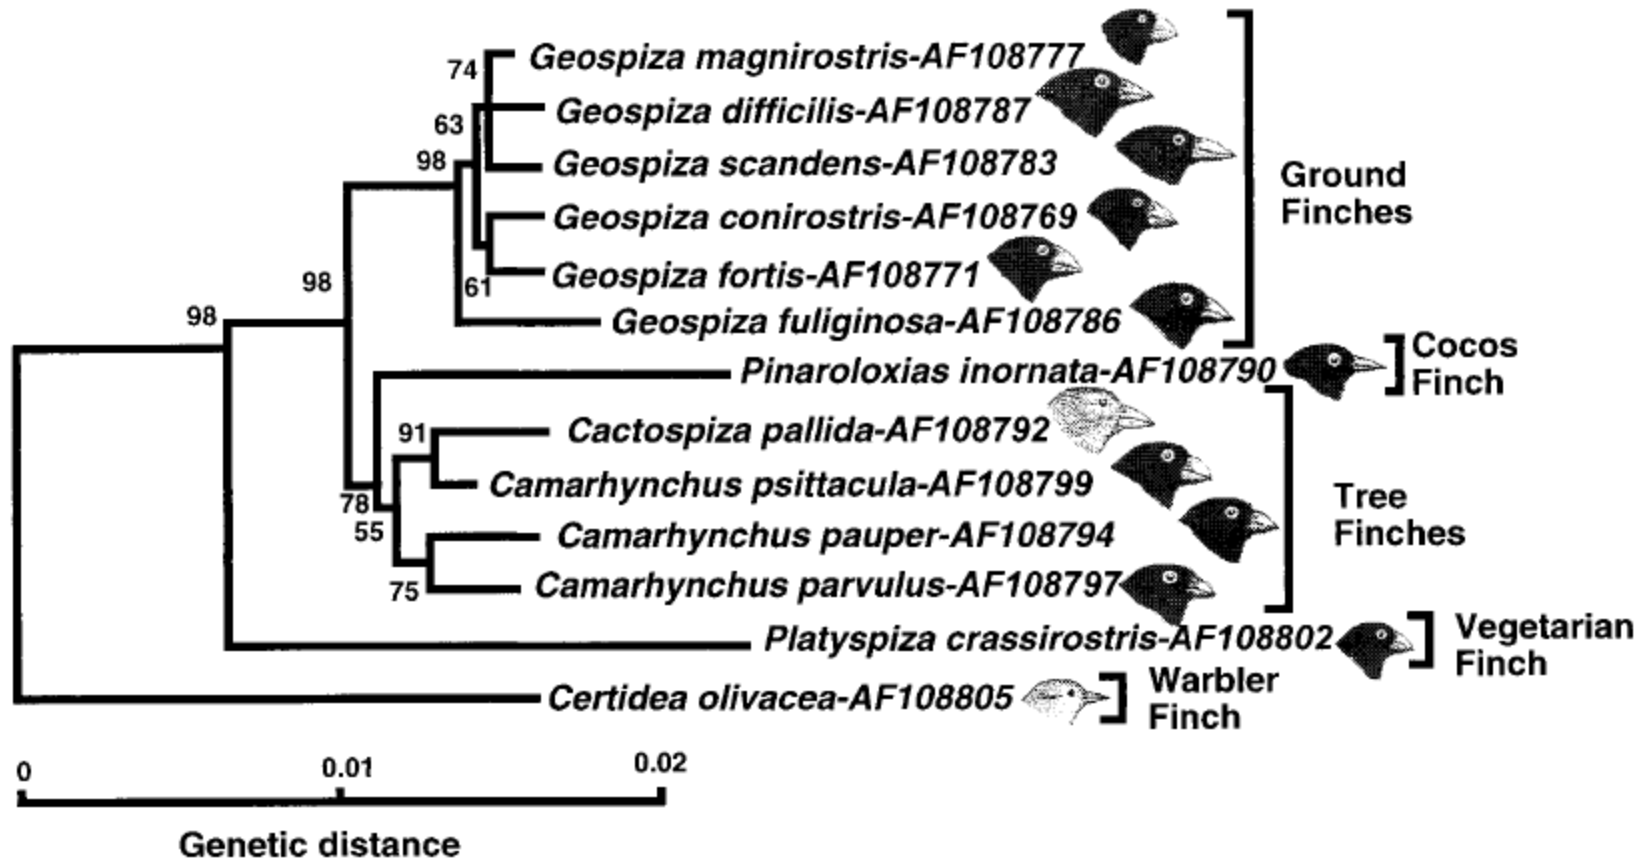 74
Geospiza magnirostris-AF108777
63
Geospiza difficilis-AF108787
98
Geospiza scandens-AF108783
Ground
Finches
Geospiza conirostris-AF108769
Geospiza fortis-AF108771
61
98
98
Geospiza fuliginosa-AF108786
Pinaroloxias inornata-AF108790
Cocos
Finch
91
Cactospiza pallida-AF108792
Camarhynchus psittacula-AF108799
78
55
Tree
Finches
Camarhynchus pauper-AF108794
75
Camarhynchus parvulus-AF108797
Platyspiza crassirostris-AF108802
Vegetarian
Finch
Certidea olivacea-AF108805
Warbler
Finch
0 0.01 0.02
Genetic distance